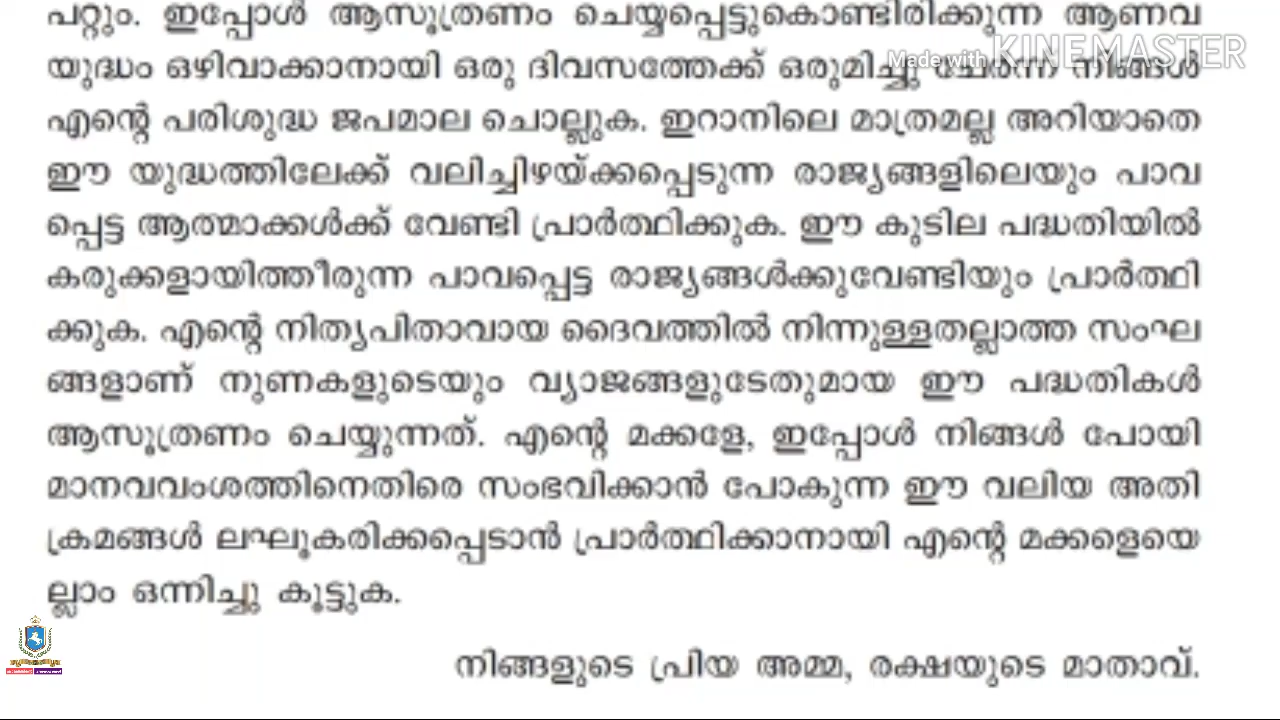 പറ്റും. ഇപ്പോൾ ആസൂത്രണം ചെയ്യപ്പെട്ടുകൊണ്ടിരിക്കുന്ന ആണവ
Made with KINEMASTER
യുദ്ധം ഒഴിവാക്കാനായി ഒരു ദിവസത്തേക്ക് ഒരുമിച്ചു ചേർന്ന് നിങ്ങൾ
എന്റെ പരിശുദ്ധ ജപമാല ചൊല്ലുക. ഇറാനിലെ മാത്രമല്ല അറിയാതെ
ഈ യുദ്ധത്തിലേക്ക് വലിച്ചിഴയ്ക്കപ്പെടുന്ന രാജ്യങ്ങളിലെയും പാവ
പ്പെട്ട ആത്മാക്കൾക്ക് വേണ്ടി പ്രാർത്ഥിക്കുക. ഈ കുടില പദ്ധതിയിൽ
കരുക്കളായിത്തീരുന്ന പാവപ്പെട്ട രാജ്യങ്ങൾക്കുവേണ്ടിയും പ്രാർത്ഥി
ക്കുക. എന്റെ നിത്യപിതാവായ ദൈവത്തിൽ നിന്നുള്ളതല്ലാത്ത സംഘ
ങ്ങളാണ് നുണകളുടെയും വ്യാജങ്ങളുടേതുമായ ഈ പദ്ധതികൾ
ആസൂത്രണം ചെയ്യുന്നത്. എന്റെ മക്കളേ, ഇപ്പോൾ നിങ്ങൾ പോയി
മാനവവംശത്തിനെതിരെ സംഭവിക്കാൻ പോകുന്ന ഈ വലിയ അതി
ക്രമങ്ങൾ ലഘൂകരിക്കപ്പെടാൻ പ്രാർത്ഥിക്കാനായി എന്റെ മക്കളെയെ
ല്ലാം ഒന്നിച്ചു കൂട്ടുക.
നിങ്ങളുടെ പ്രിയ അമ്മ, രക്ഷയുടെ മാതാവ്.